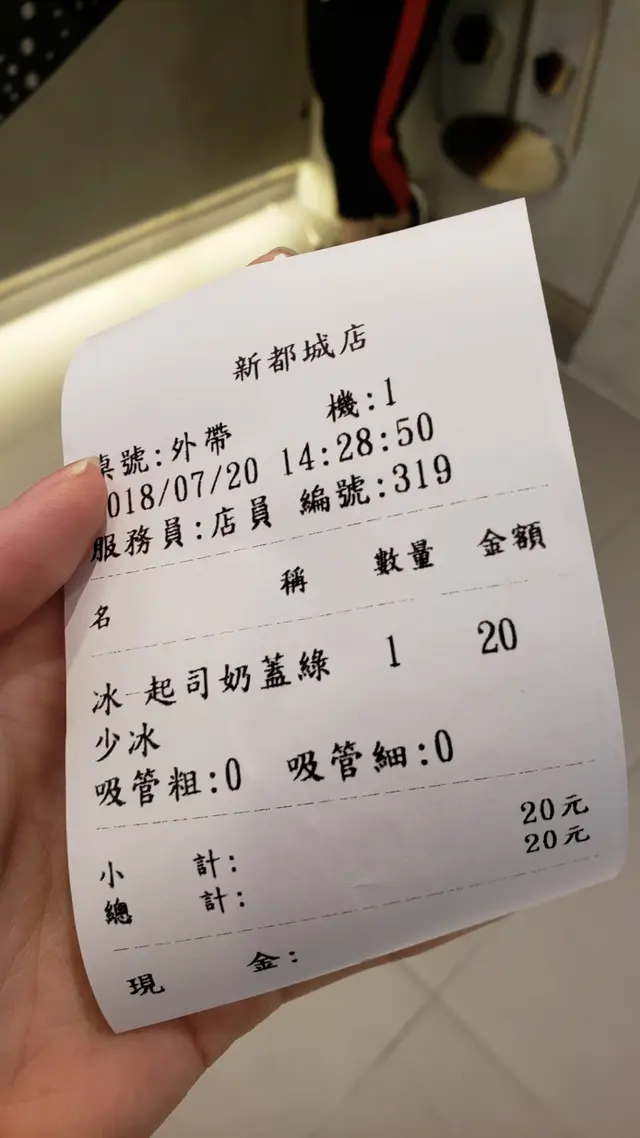 新都城店
桌號:外帶 機:1
2018/07/20 14:28:50
服務員:店員 編號:319
名 稱 數量 金額
冰 起司奶蓋綠 1 20
少冰
吸管粗:0 吸管細:0
小 計: 20元
總 計: 20元
現 金: